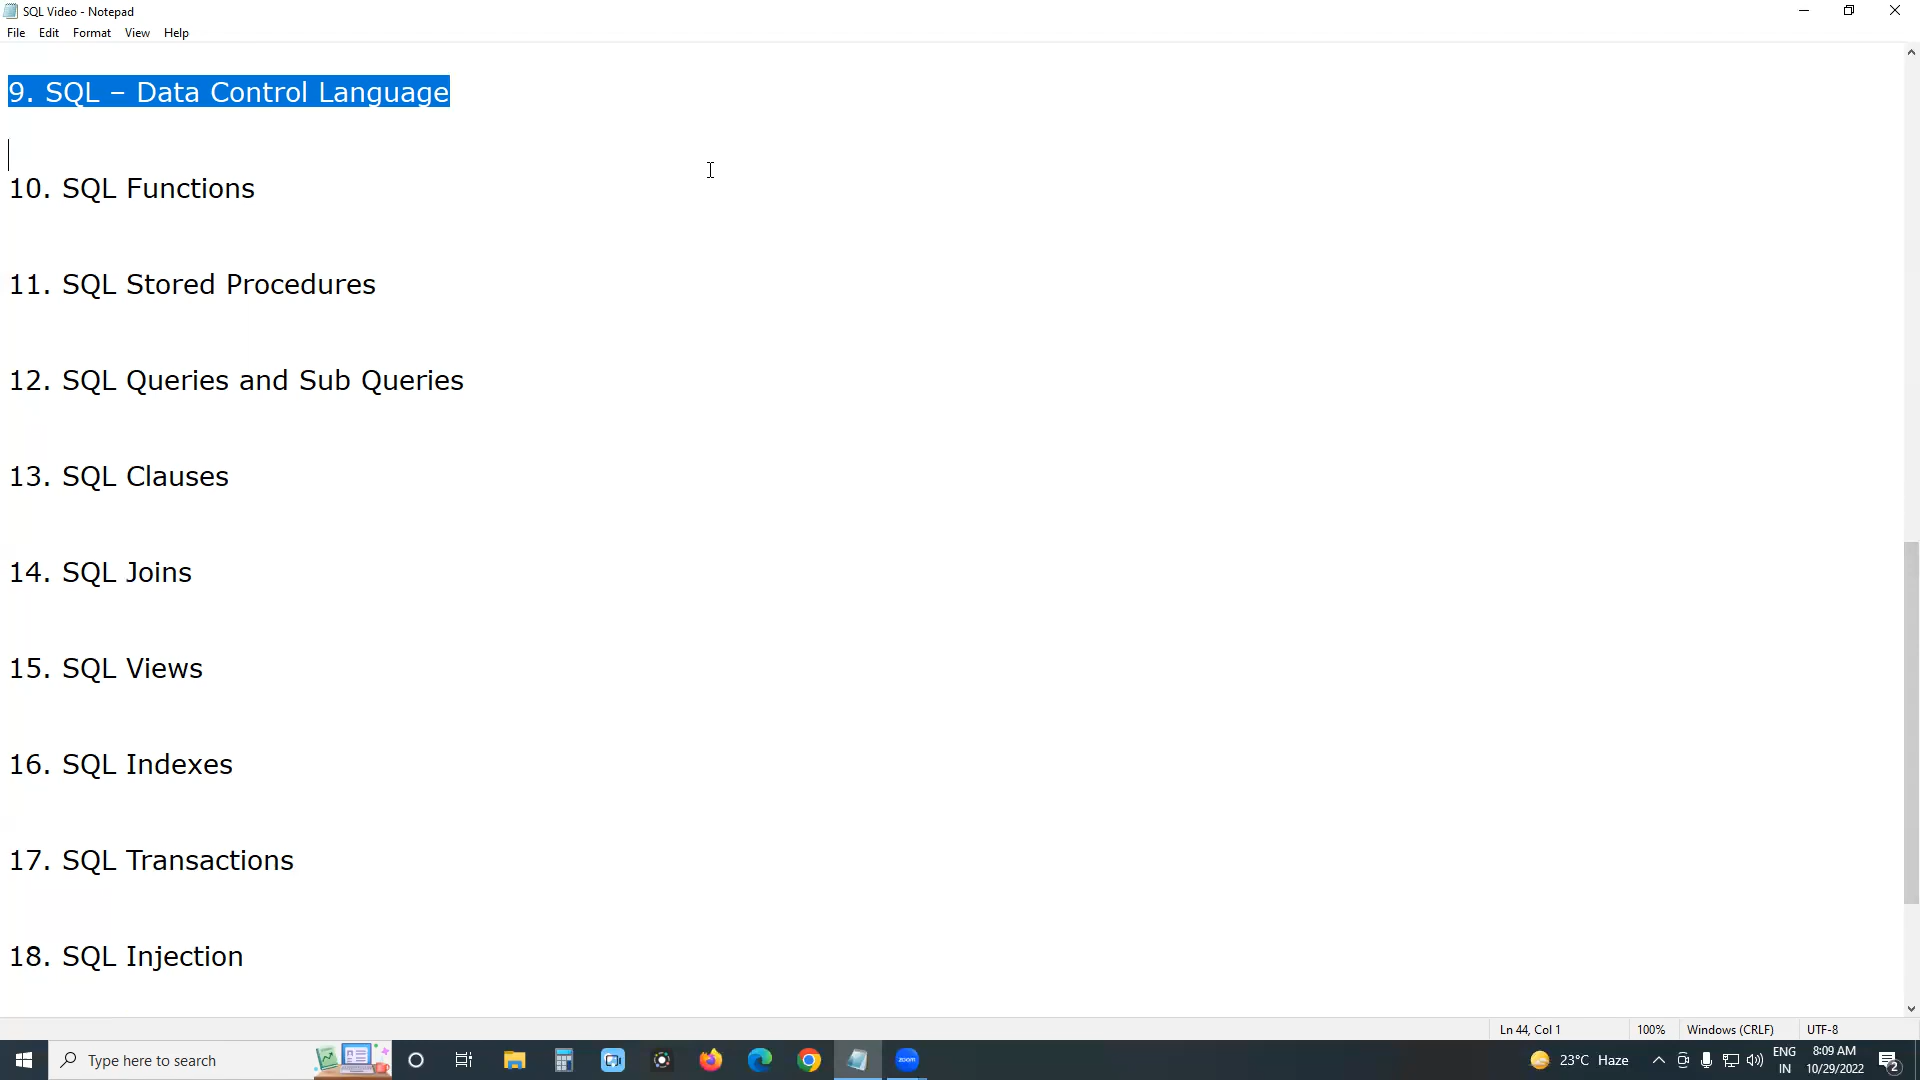 SQL Video - Notepad
File Edit Format View Help
9. SQL – Data Control Language
10. SQL Functions
11. SQL Stored Procedures
12. SQL Queries and Sub Queries
13. SQL Clauses
14. SQL Joins
15. SQL Views
16. SQL Indexes
17. SQL Transactions
18. SQL Injection
Ln 44, Col 1 100% Windows (CRLF) UTF-8
Type here to search
zoom
23°C Haze
ENG
IN
8:09 AM
10/29/2022
2